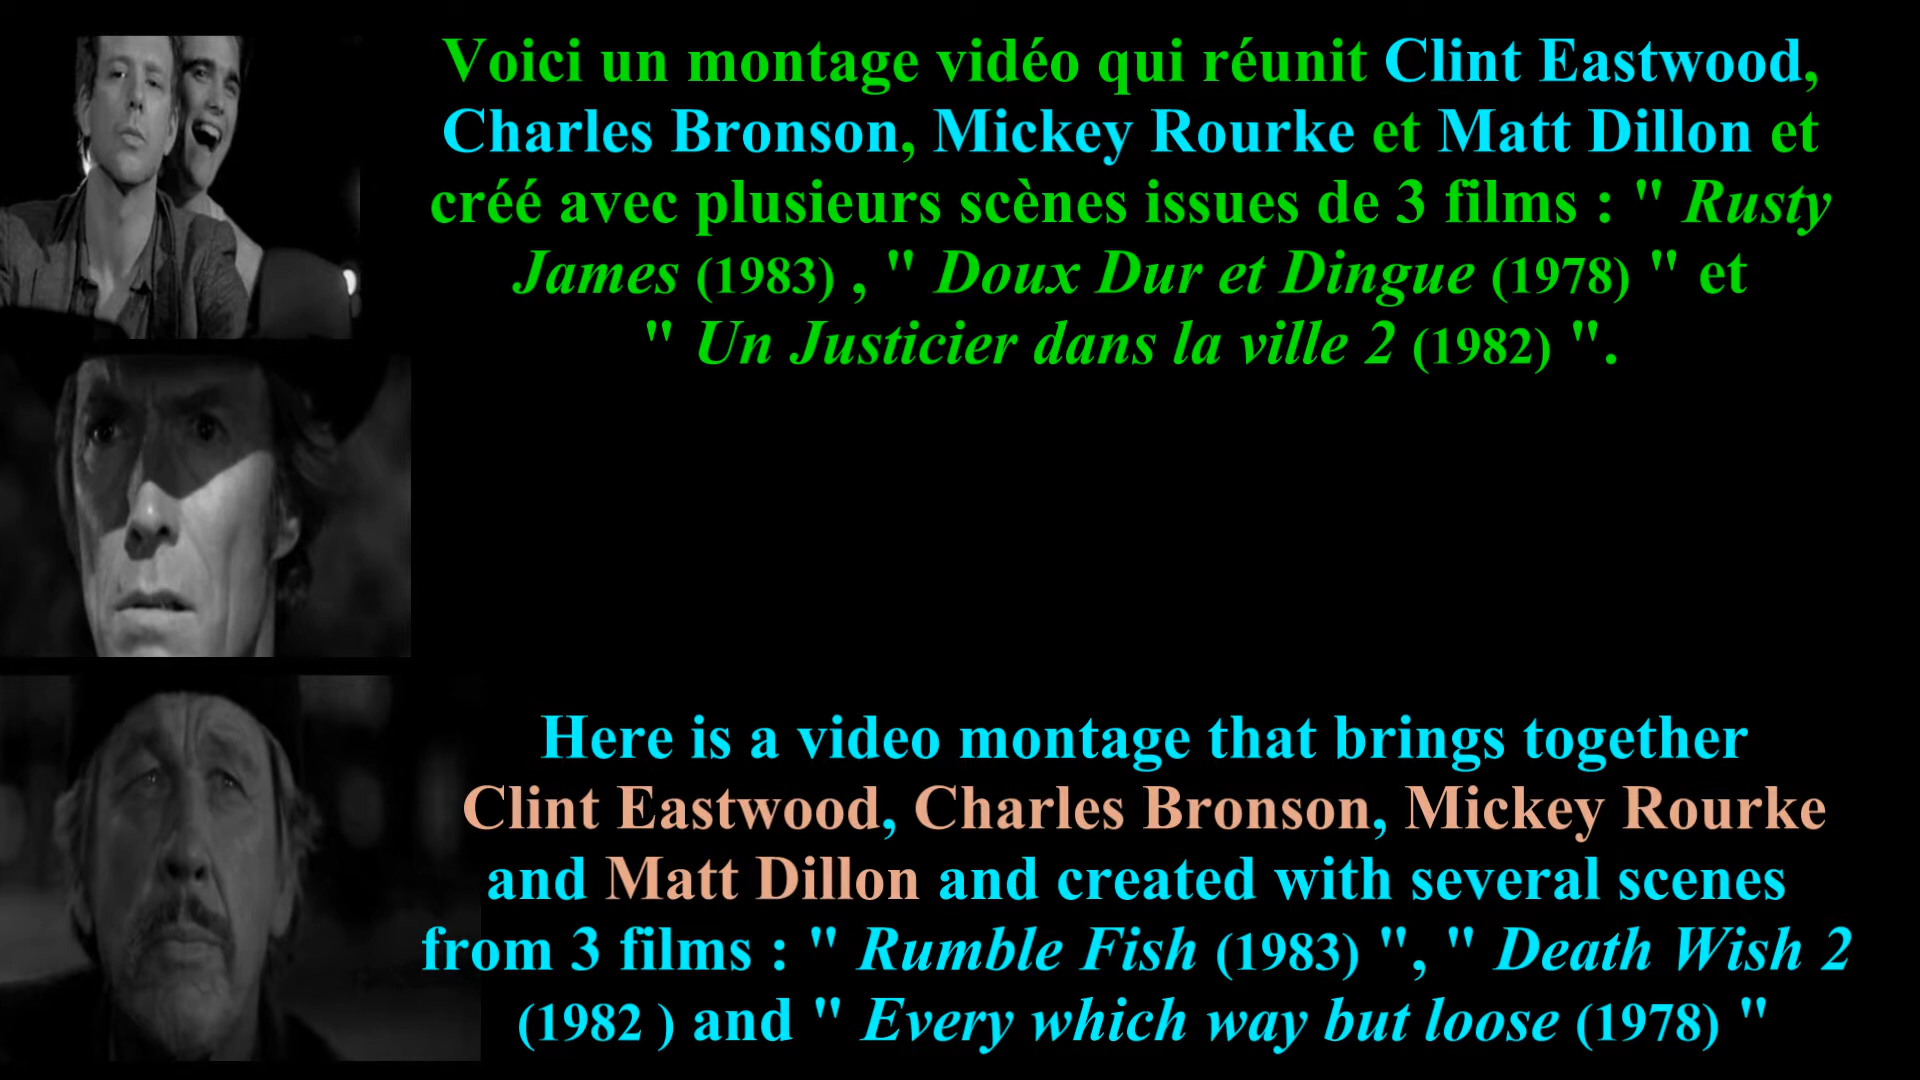 Voici un montage vidéo qui réunit Clint Eastwood,
Charles Bronson, Mickey Rourke et Matt Dillon et
créé avec plusieurs scènes issues de 3 films : " Rusty
James (1983) , " Doux Dur et Dingue (1978) " et
" Un Justicier dans la ville 2 (1982) ".
Here is a video montage that brings together
Clint Eastwood, Charles Bronson, Mickey Rourke
and Matt Dillon and created with several scenes
from 3 films : " Rumble Fish (1983) ", " Death Wish 2
(1982 ) and " Every which way but loose (1978) "